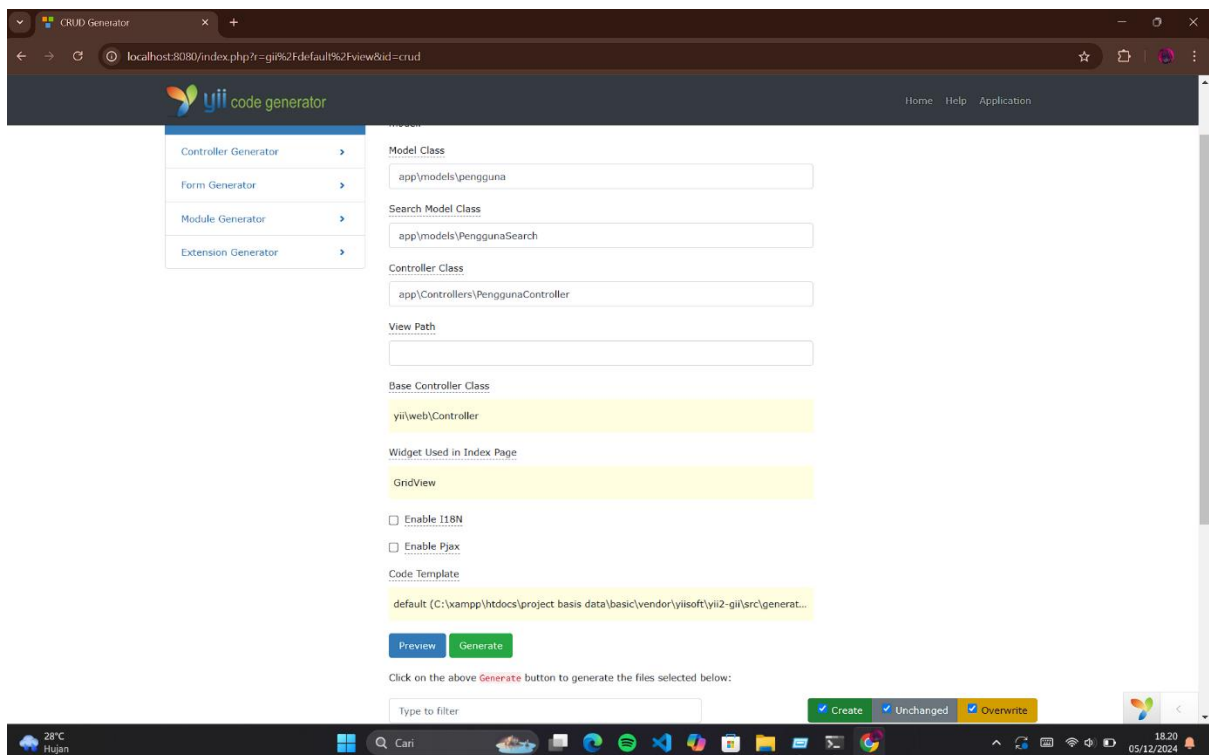 CRUD Generator
localhost:8080/index.php?r=gii%2Fdefault%2Fview&id=crud
yii code generator
Home Help Application
Controller Generator
Form Generator
Module Generator
Extension Generator
Model Class
app\models\pengguna
Search Model Class
app\models\PenggunaSearch
Controller Class
app\Controllers\PenggunaController
View Path
Base Controller Class
yii\web\Controller
Widget Used in Index Page
GridView
Enable I18N
Enable Pjax
Code Template
default (C:\xampp\htdocs\project basis data\basic\vendor\yiisoft\yii2-gii\src\generat...
Preview Generate
Click on the above Generate button to generate the files selected below:
Type to filter
Create Unchanged Overwrite
28°C
Hujan
Cari
18.20
05/12/2024